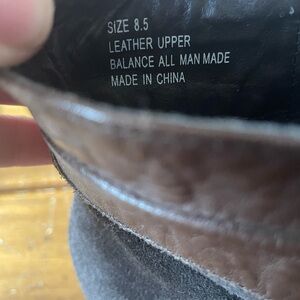 SIZE 8.5
LEATHER UPPER
BALANCE ALL MAN MADE
MADE IN CHINA